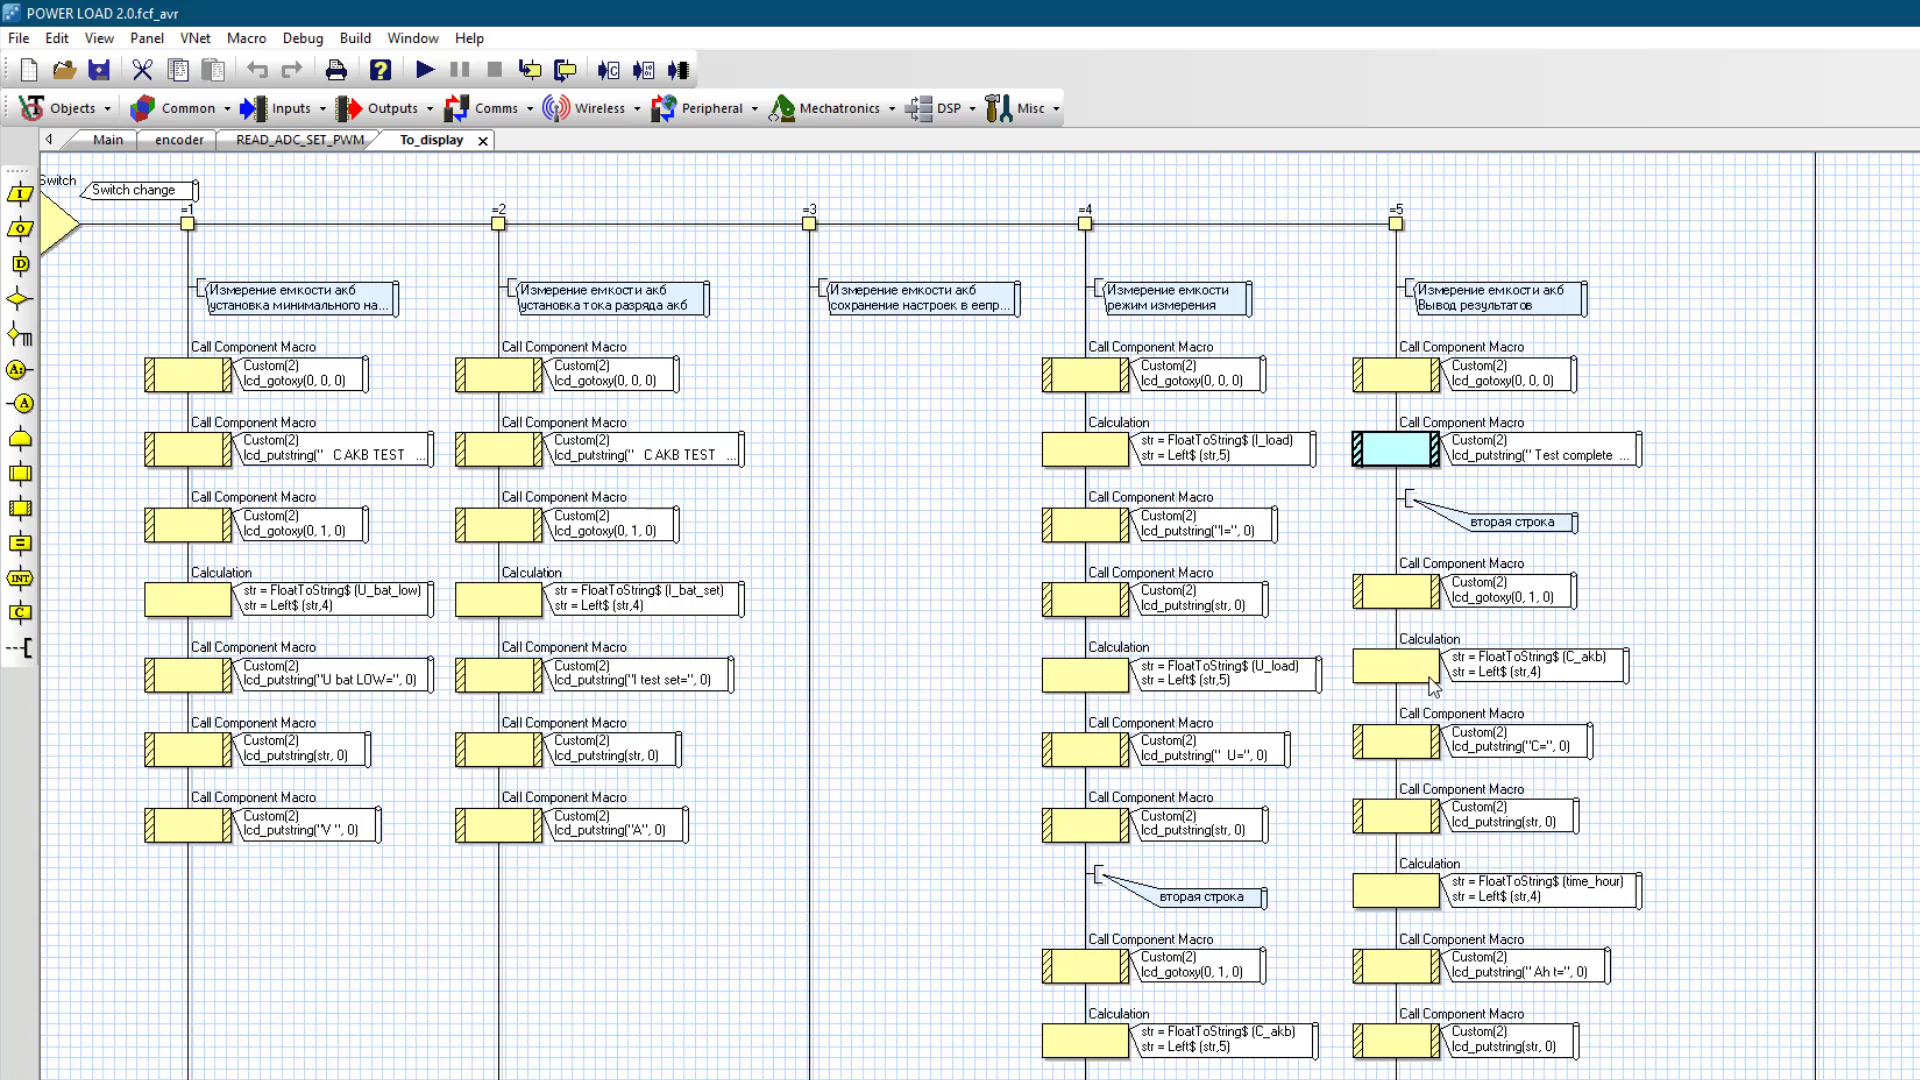 POWER LOAD 2.0.fcf_avr
File Edit View Panel VNet Macro Debug Build Window Help
Objects Common Inputs Outputs Comms Wireless Peripheral Mechatronics DSP Misc
Main encoder READ_ADC_SET_PWM To_display
Switch
Switch change
=1
=2
=3
=4
=5
Измерение емкости акб
установка минимального на...
Call Component Macro
Custom(2)
lcd_gotoxy(0, 0, 0)
Call Component Macro
Custom(2)
lcd_putstring("   C AKB TEST   ...
Call Component Macro
Custom(2)
lcd_gotoxy(0, 1, 0)
Calculation
str = FloatToString$ (U_bat_low)
str = Left$ (str,4)
Call Component Macro
Custom(2)
lcd_putstring("U bat LOW=", 0)
Call Component Macro
Custom(2)
lcd_putstring(str, 0)
Call Component Macro
Custom(2)
lcd_putstring("V ", 0)
Измерение емкости акб
установка тока разряда акб
Call Component Macro
Custom(2)
lcd_gotoxy(0, 0, 0)
Call Component Macro
Custom(2)
lcd_putstring("   C AKB TEST   ...
Call Component Macro
Custom(2)
lcd_gotoxy(0, 1, 0)
Calculation
str = FloatToString$ (I_bat_set)
str = Left$ (str,4)
Call Component Macro
Custom(2)
lcd_putstring("I test set=", 0)
Call Component Macro
Custom(2)
lcd_putstring(str, 0)
Call Component Macro
Custom(2)
lcd_putstring("A", 0)
Измерение емкости акб
сохранение настроек в еепр...
Измерение емкости
режим измерения
Call Component Macro
Custom(2)
lcd_gotoxy(0, 0, 0)
Calculation
str = FloatToString$ (I_load)
str = Left$ (str,5)
Call Component Macro
Custom(2)
lcd_putstring("I=", 0)
Call Component Macro
Custom(2)
lcd_putstring(str, 0)
Calculation
str = FloatToString$ (U_load)
str = Left$ (str,5)
Call Component Macro
Custom(2)
lcd_putstring("  U=", 0)
Call Component Macro
Custom(2)
lcd_putstring(str, 0)
вторая строка
Call Component Macro
Custom(2)
lcd_gotoxy(0, 1, 0)
Calculation
str = FloatToString$ (C_akb)
str = Left$ (str,5)
Измерение емкости акб
Вывод результатов
Call Component Macro
Custom(2)
lcd_gotoxy(0, 0, 0)
Call Component Macro
Custom(2)
lcd_putstring(" Test complete  ...
вторая строка
Call Component Macro
Custom(2)
lcd_gotoxy(0, 1, 0)
Calculation
str = FloatToString$ (C_akb)
str = Left$ (str,4)
Call Component Macro
Custom(2)
lcd_putstring("C=", 0)
Call Component Macro
Custom(2)
lcd_putstring(str, 0)
Calculation
str = FloatToString$ (time_hour)
str = Left$ (str,4)
Call Component Macro
Custom(2)
lcd_putstring(" Ah t=", 0)
Call Component Macro
Custom(2)
lcd_putstring(str, 0)